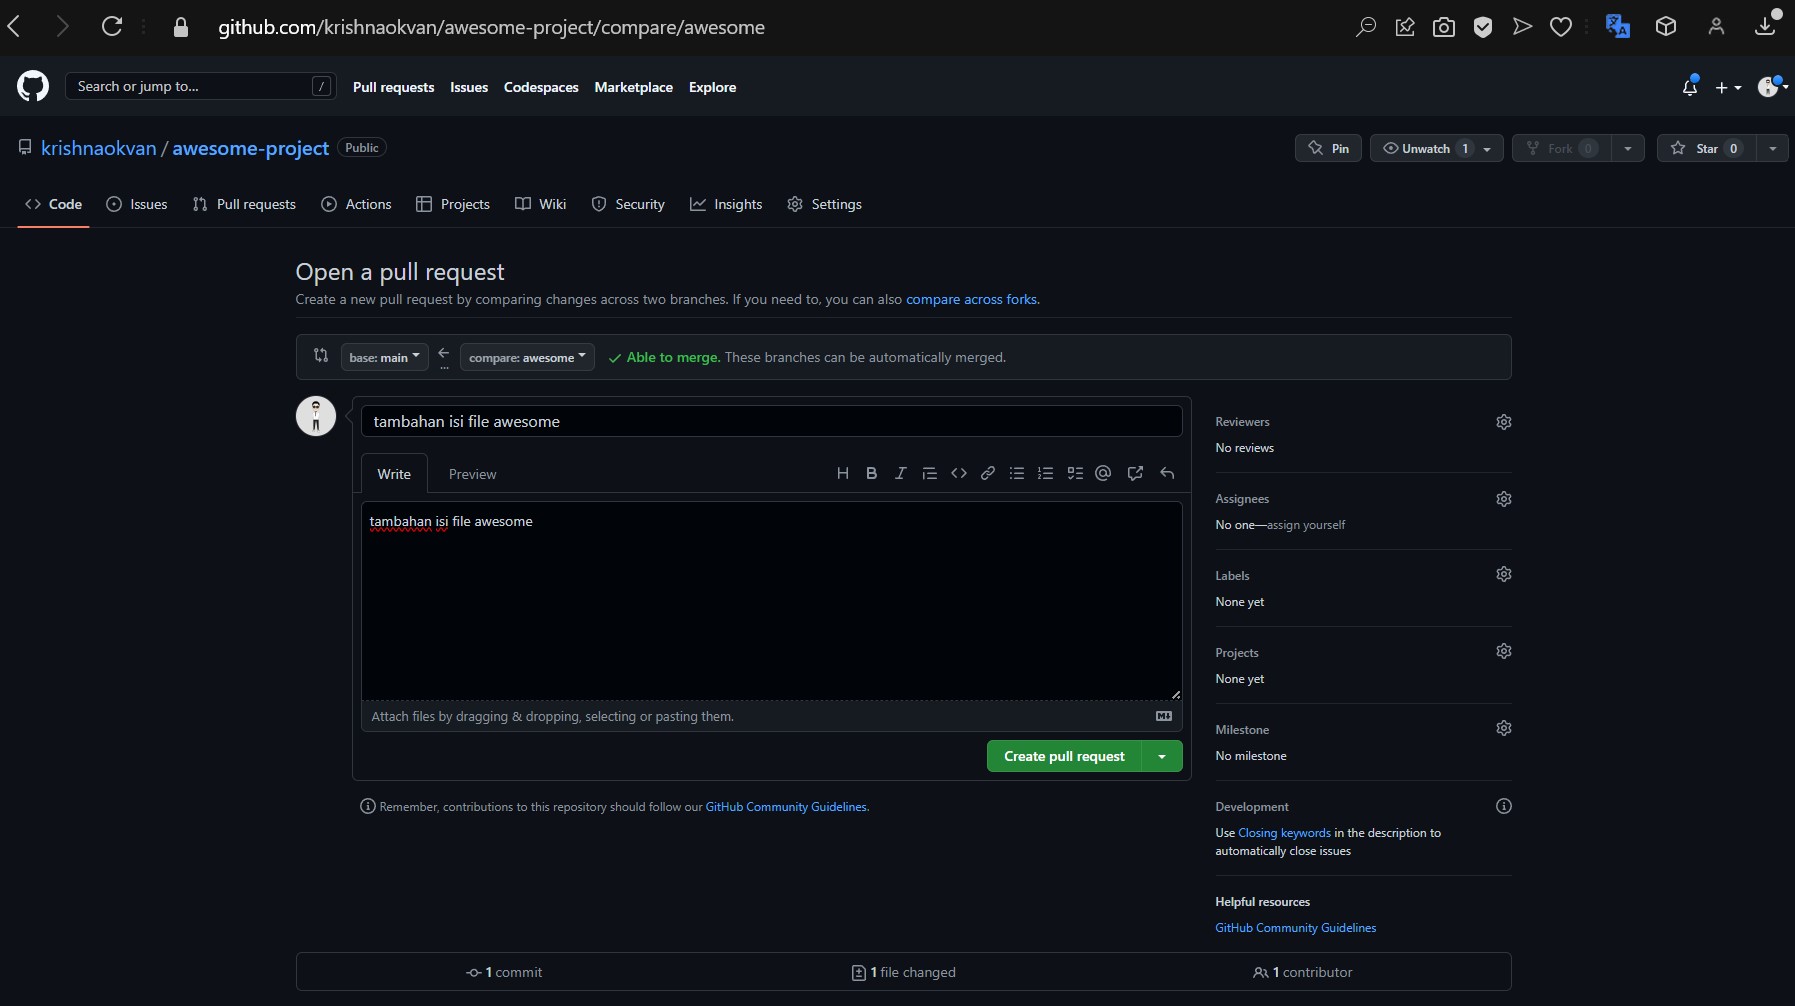 github.com/krishnaokvan/awesome-project/compare/awesome
Search or jump to... / Pull requests Issues Codespaces Marketplace Explore
krishnaokvan / awesome-project Public Pin Unwatch 1 Fork 0 Star 0
Code Issues Pull requests Actions Projects Wiki Security Insights Settings
Open a pull request
Create a new pull request by comparing changes across two branches. If you need to, you can also compare across forks.
base: main ... compare: awesome Able to merge. These branches can be automatically merged.
tambahan isi file awesome
Write Preview H B I @
tambahan isi file awesome
Attach files by dragging & dropping, selecting or pasting them.
Create pull request
Remember, contributions to this repository should follow our GitHub Community Guidelines.
Reviewers
No reviews
Assignees
No one—assign yourself
Labels
None yet
Projects
None yet
Milestone
No milestone
Development
Use Closing keywords in the description to
automatically close issues
Helpful resources
GitHub Community Guidelines
1 commit 1 file changed 1 contributor